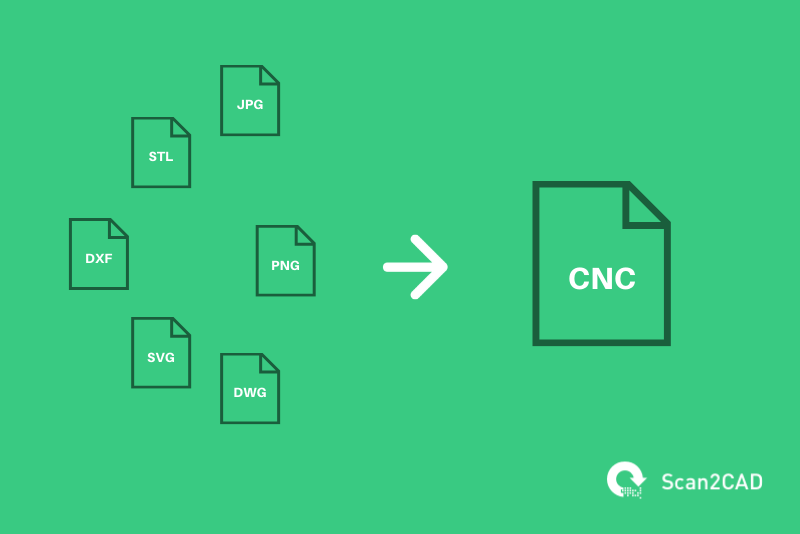 JPG
STL
DXF
PNG
SVG
DWG
CNC
Scan2CAD